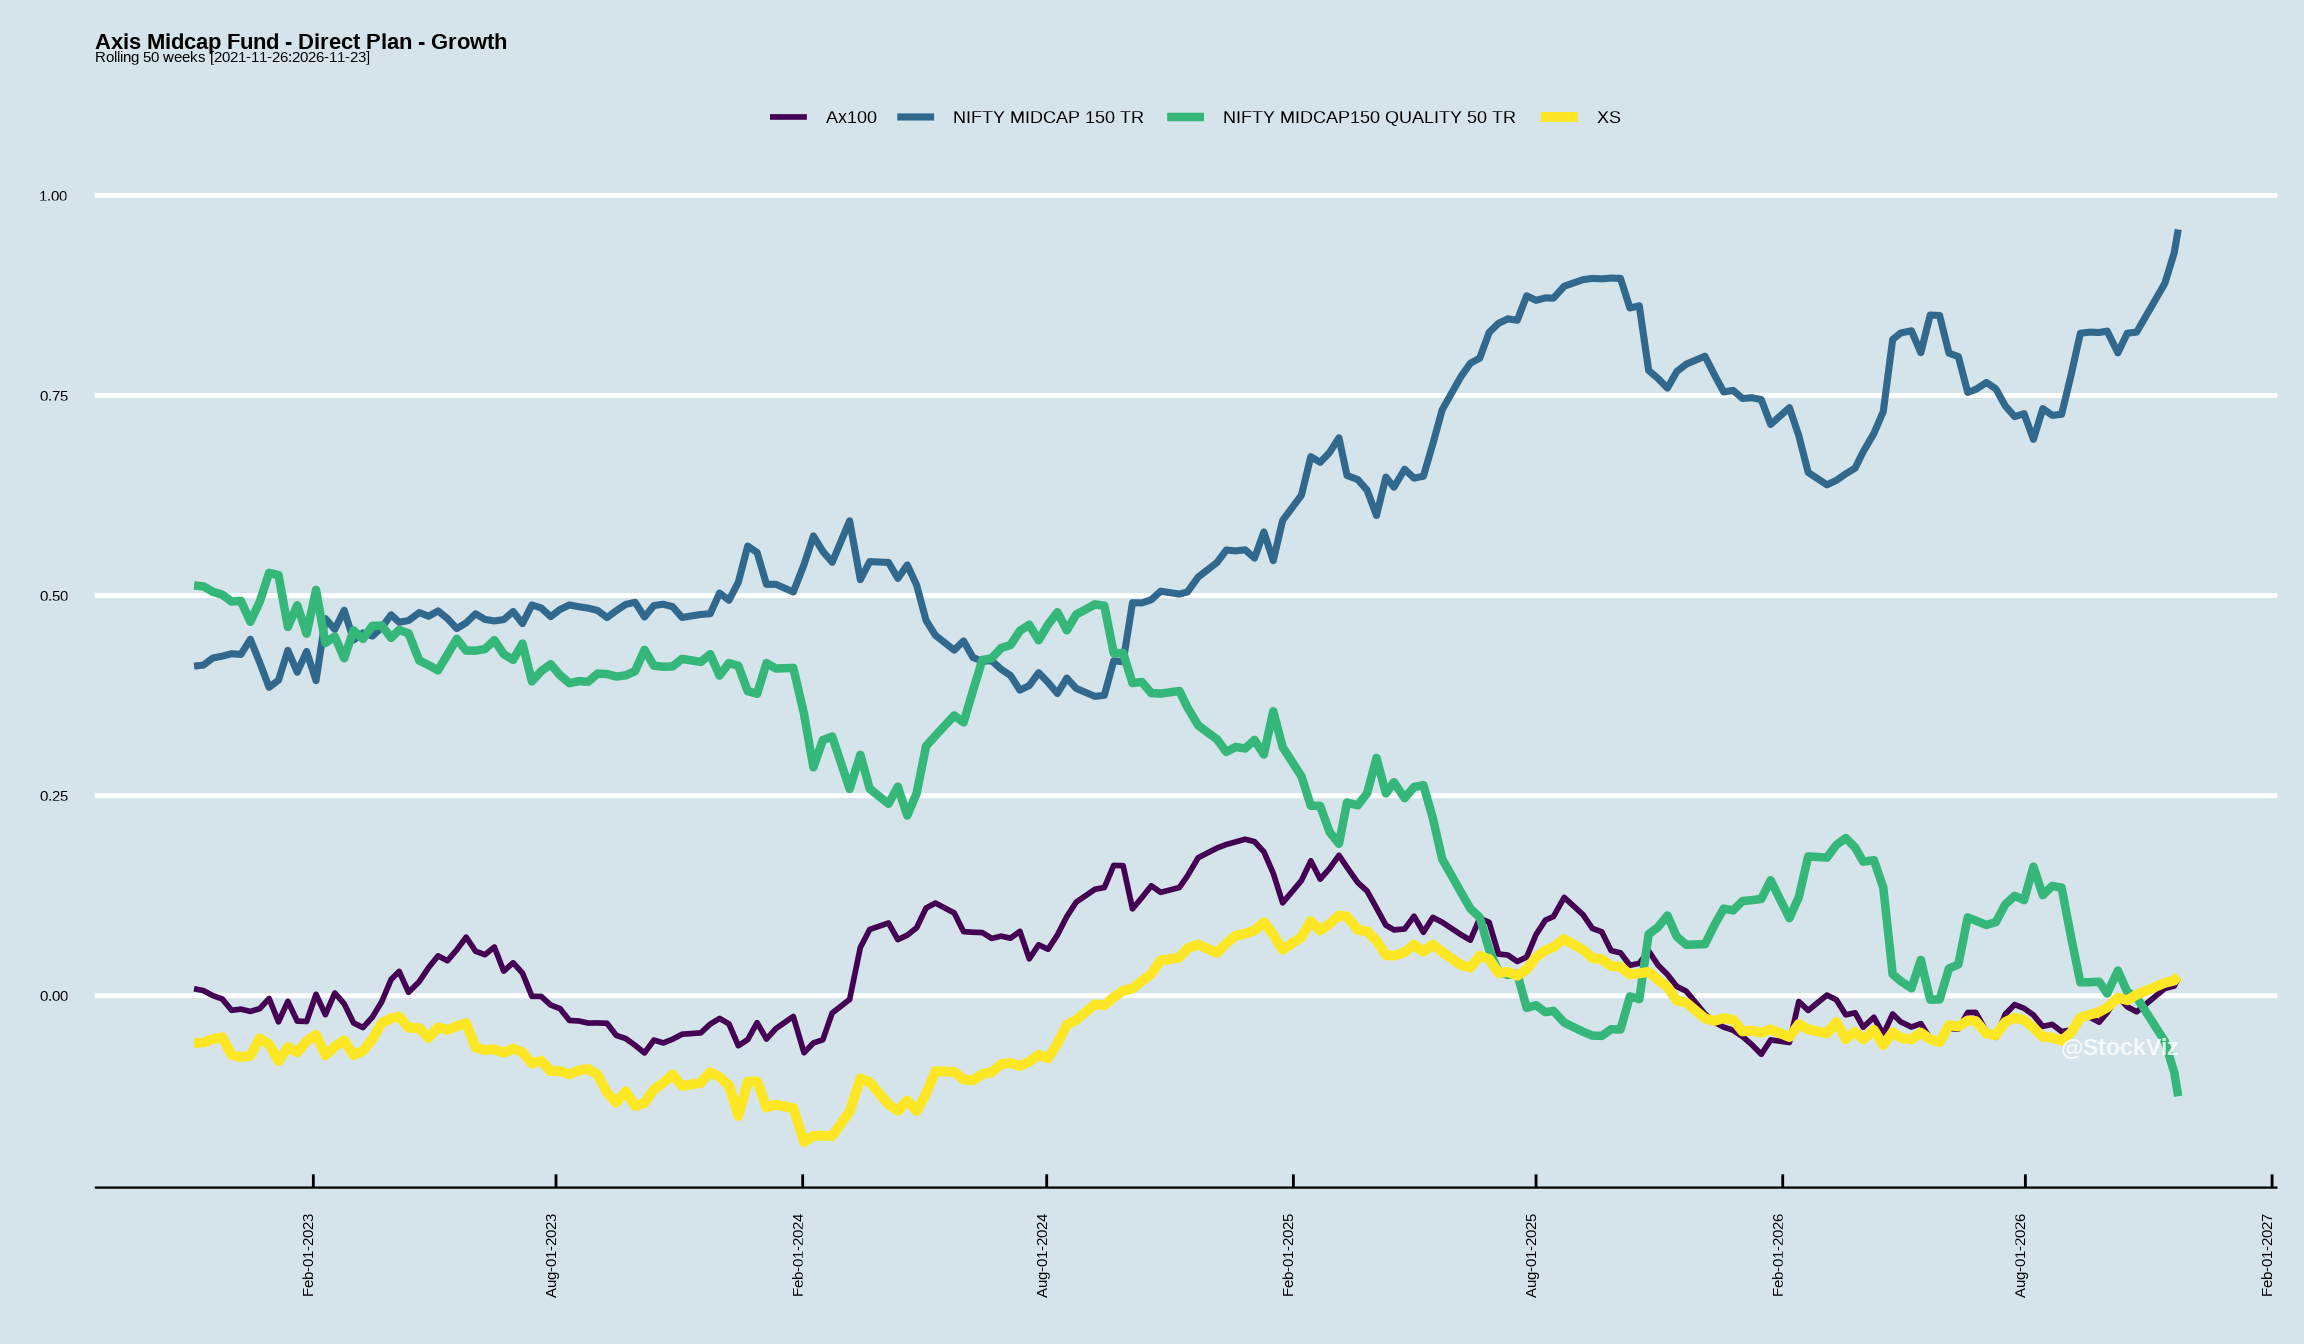 Axis Midcap Fund - Direct Plan - Growth
Rolling 50 weeks [2021-11-26:2026-11-23]
Ax100 NIFTY MIDCAP 150 TR NIFTY MIDCAP150 QUALITY 50 TR XS
1.00
0.75
0.50
0.25
0.00
@StockViz
Feb-01-2023 Aug-01-2023 Feb-01-2024 Aug-01-2024 Feb-01-2025 Aug-01-2025 Feb-01-2026 Aug-01-2026 Feb-01-2027